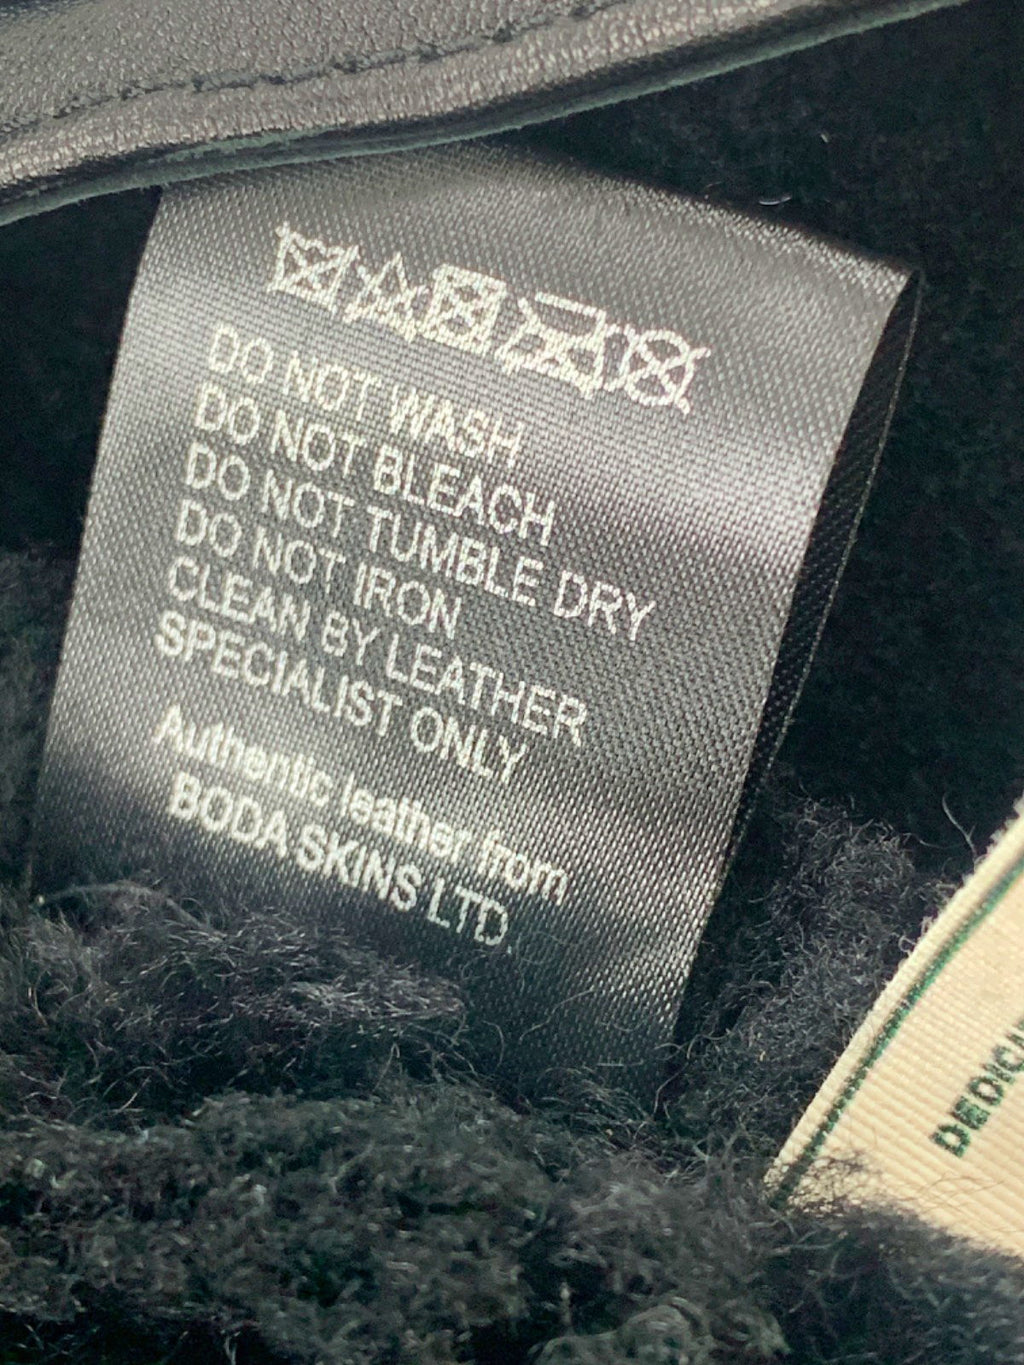 DO NOT WASH
DO NOT BLEACH
DO NOT TUMBLE DRY
DO NOT IRON
CLEAN BY LEATHER
SPECIALIST ONLY
Authentic leather from
BODA SKINS LTD.